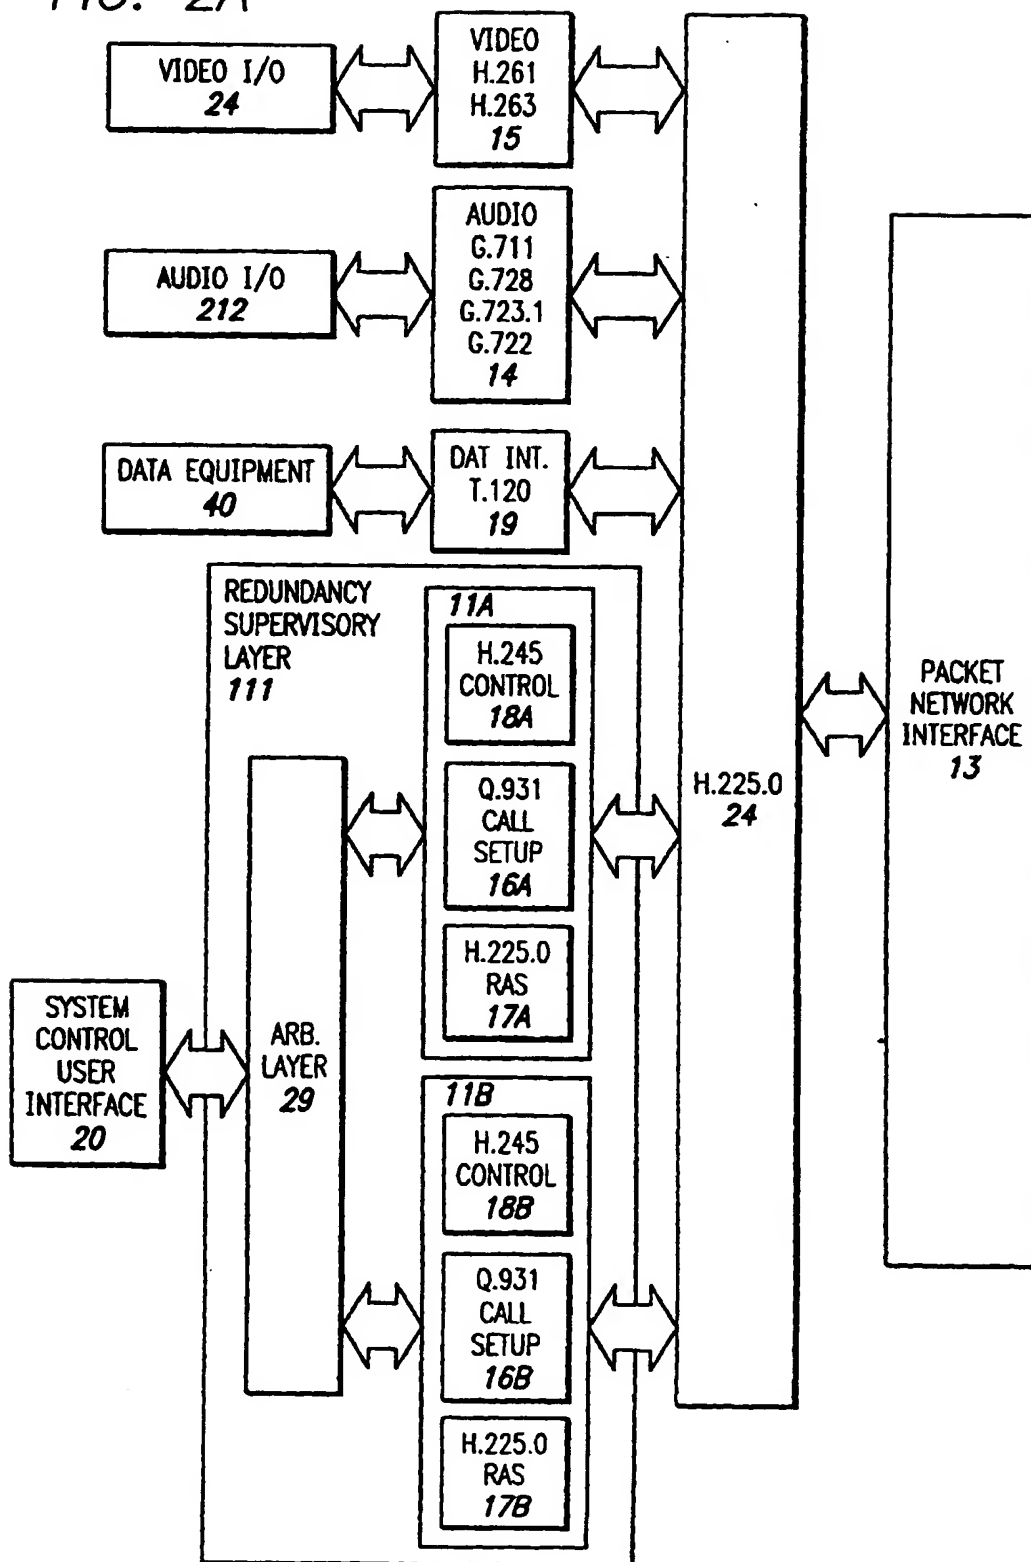 FIG. 2A
VIDEO I/O
24
VIDEO
H.261
H.263
15
AUDIO I/O
212
AUDIO
G.711
G.728
G.723.1
G.722
14
DATA EQUIPMENT
40
DAT INT.
T.120
19
REDUNDANCY
SUPERVISORY
LAYER
111
11A
H.245
CONTROL
18A
Q.931
CALL
SETUP
16A
H.225.0
RAS
17A
H.225.0
24
PACKET
NETWORK
INTERFACE
13
SYSTEM
CONTROL
USER
INTERFACE
20
ARB.
LAYER
29
11B
H.245
CONTROL
18B
Q.931
CALL
SETUP
16B
H.225.0
RAS
17B